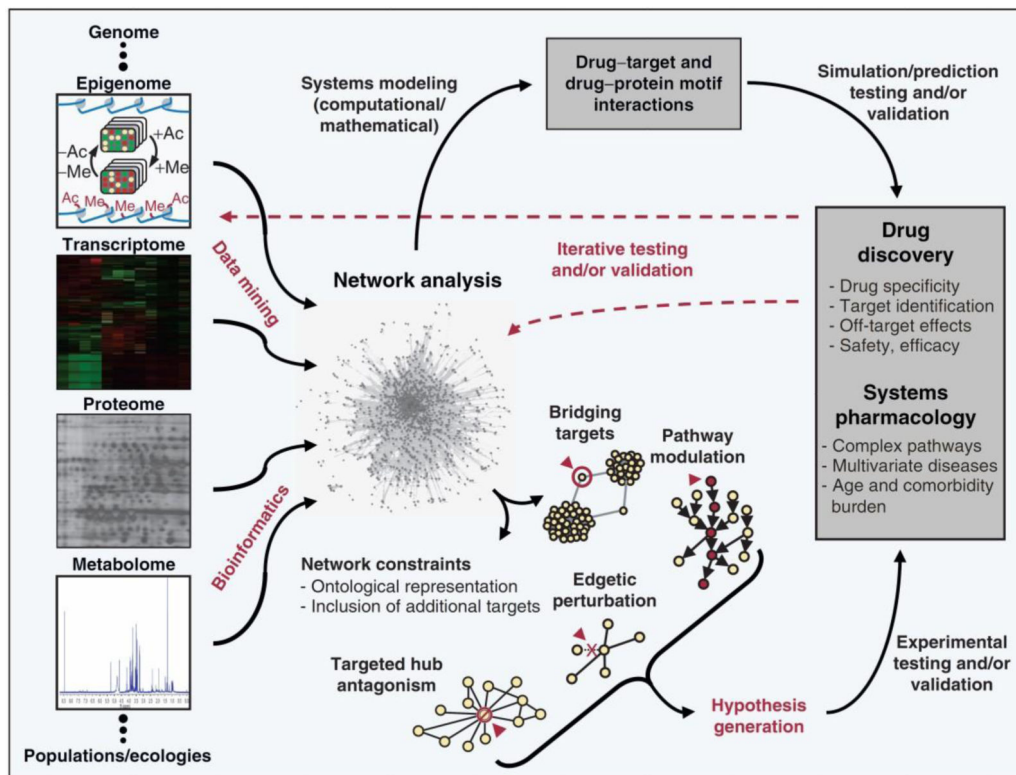 Genome
Epigenome
–Ac
+Ac
–Me
+Me
Ac
Me
Me
Ac
Transcriptome
Proteome
Metabolome
Populations/ecologies
Data mining
Bioinformatics
Systems modeling
(computational/
mathematical)
Network analysis
Drug–target and
drug–protein motif
interactions
Simulation/prediction
testing and/or
validation
Iterative testing
and/or validation
Drug
discovery
- Drug specificity
- Target identification
- Off-target effects
- Safety, efficacy
Systems
pharmacology
- Complex pathways
- Multivariate diseases
- Age and comorbidity
burden
Bridging
targets
Pathway
modulation
Network constraints
- Ontological representation
- Inclusion of additional targets
Edgetic
perturbation
Targeted hub
antagonism
Hypothesis
generation
Experimental
testing and/or
validation